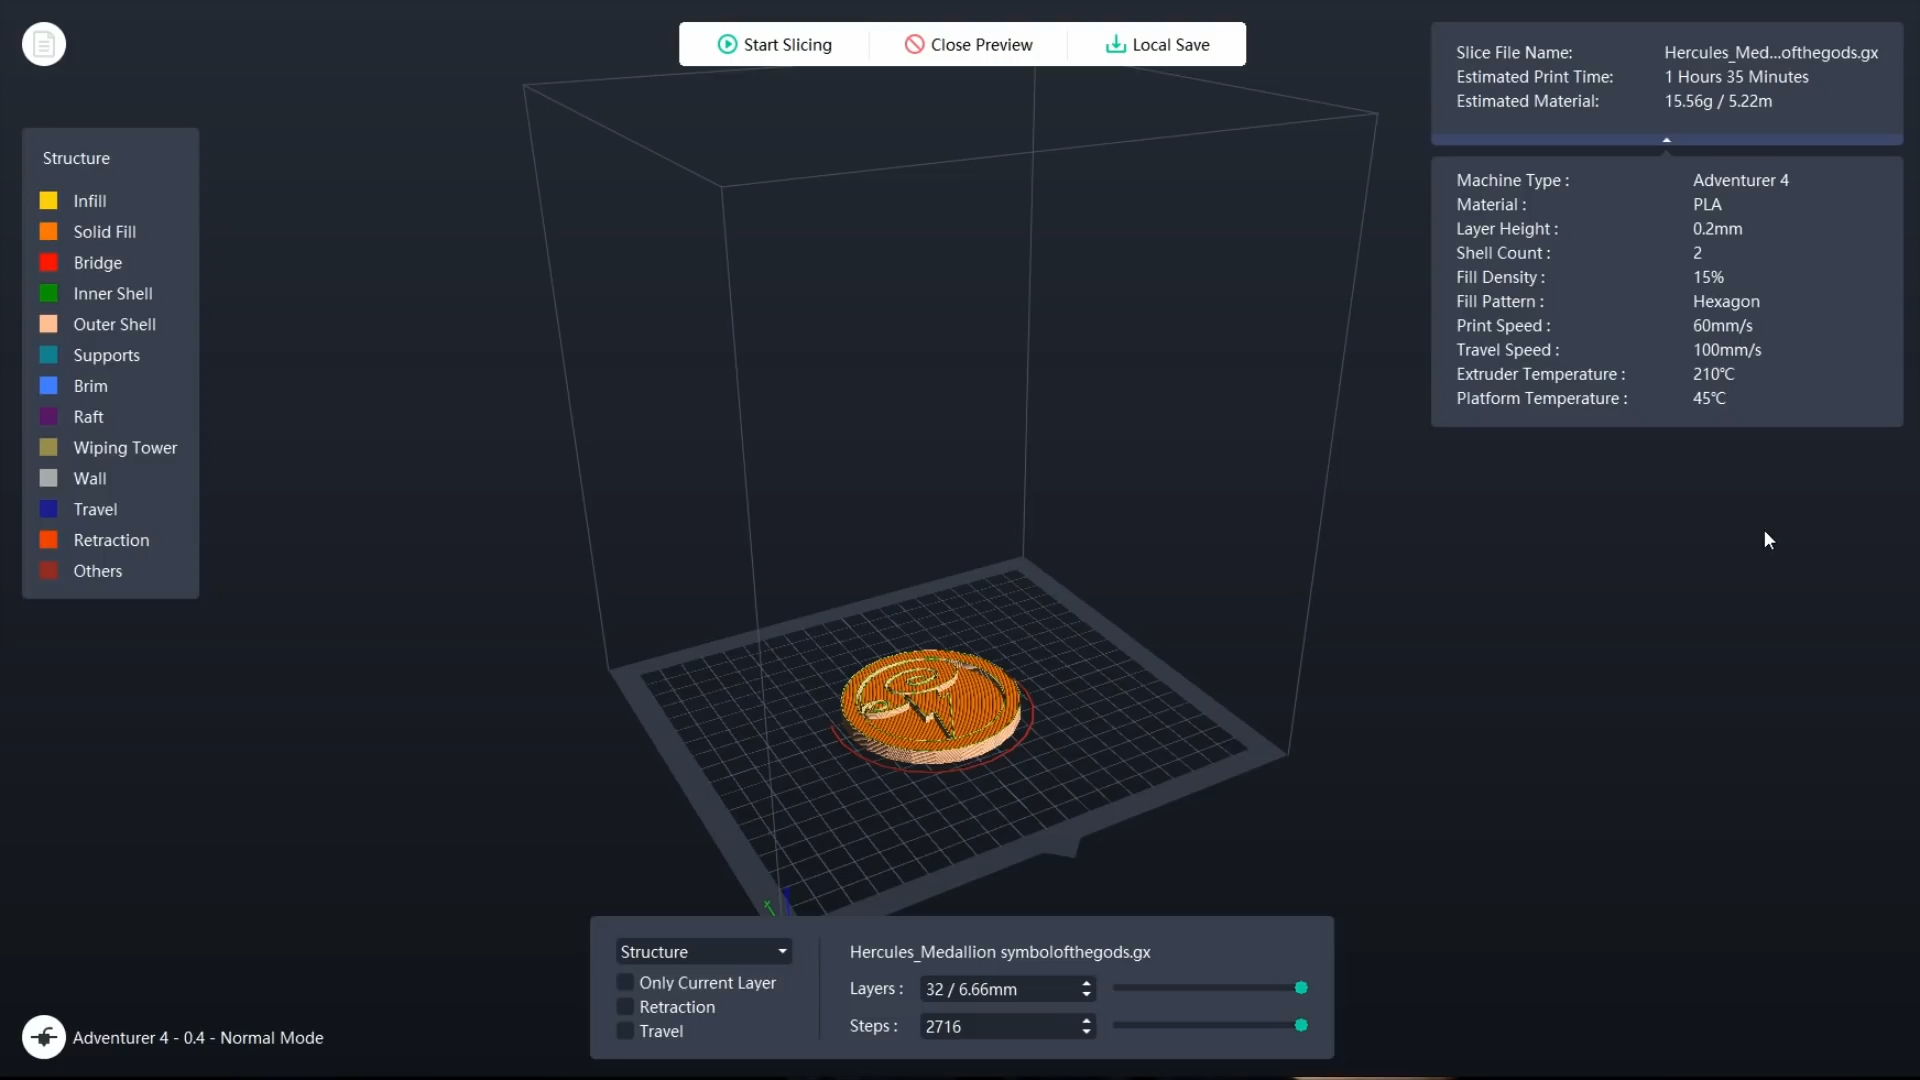 Start Slicing
Close Preview
Local Save
Slice File Name: Hercules_Med...ofthegods.gx
Estimated Print Time: 1 Hours 35 Minutes
Estimated Material: 15.56g / 5.22m
Machine Type : Adventurer 4
Material : PLA
Layer Height : 0.2mm
Shell Count : 2
Fill Density : 15%
Fill Pattern : Hexagon
Print Speed : 60mm/s
Travel Speed : 100mm/s
Extruder Temperature : 210℃
Platform Temperature : 45℃
Structure
Infill
Solid Fill
Bridge
Inner Shell
Outer Shell
Supports
Brim
Raft
Wiping Tower
Wall
Travel
Retraction
Others
X
Structure
Only Current Layer
Retraction
Travel
Hercules_Medallion symbolofthegods.gx
Layers : 32 / 6.66mm
Steps : 2716
Adventurer 4 - 0.4 - Normal Mode